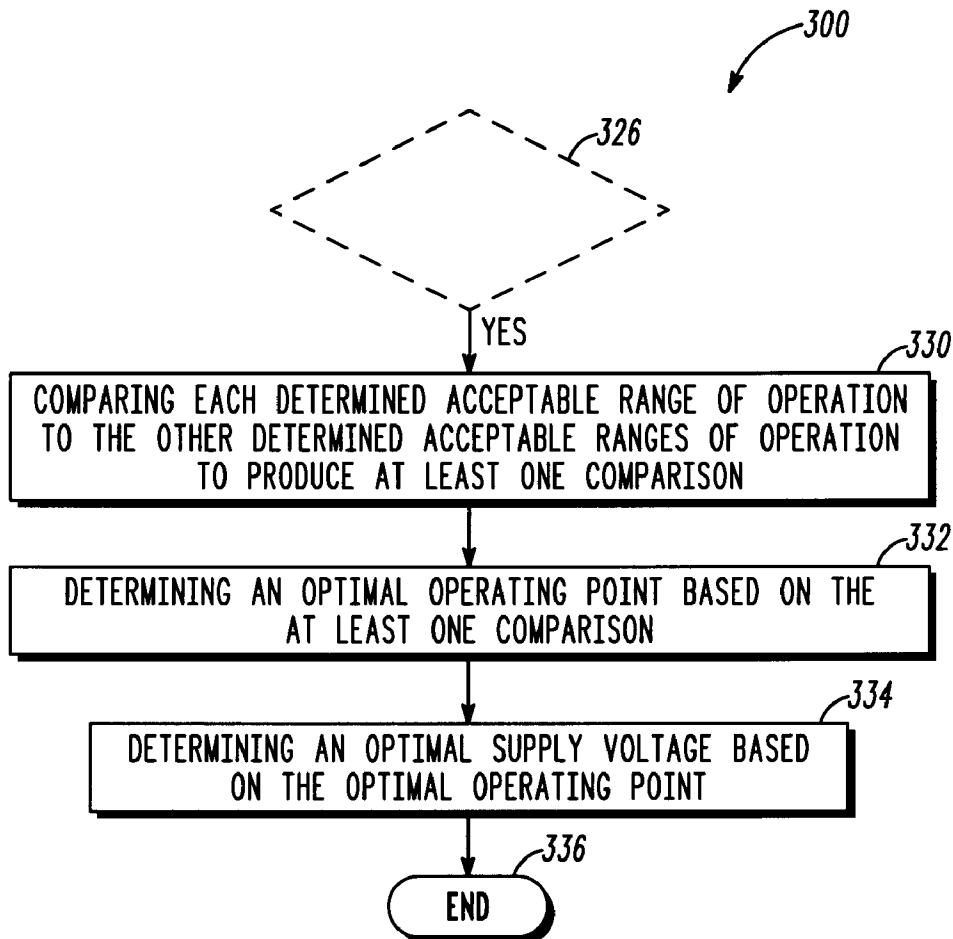 300
326
YES
330
COMPARING EACH DETERMINED ACCEPTABLE RANGE OF OPERATION
TO THE OTHER DETERMINED ACCEPTABLE RANGES OF OPERATION
TO PRODUCE AT LEAST ONE COMPARISON
332
DETERMINING AN OPTIMAL OPERATING POINT BASED ON THE
AT LEAST ONE COMPARISON
334
DETERMINING AN OPTIMAL SUPPLY VOLTAGE BASED
ON THE OPTIMAL OPERATING POINT
336
END